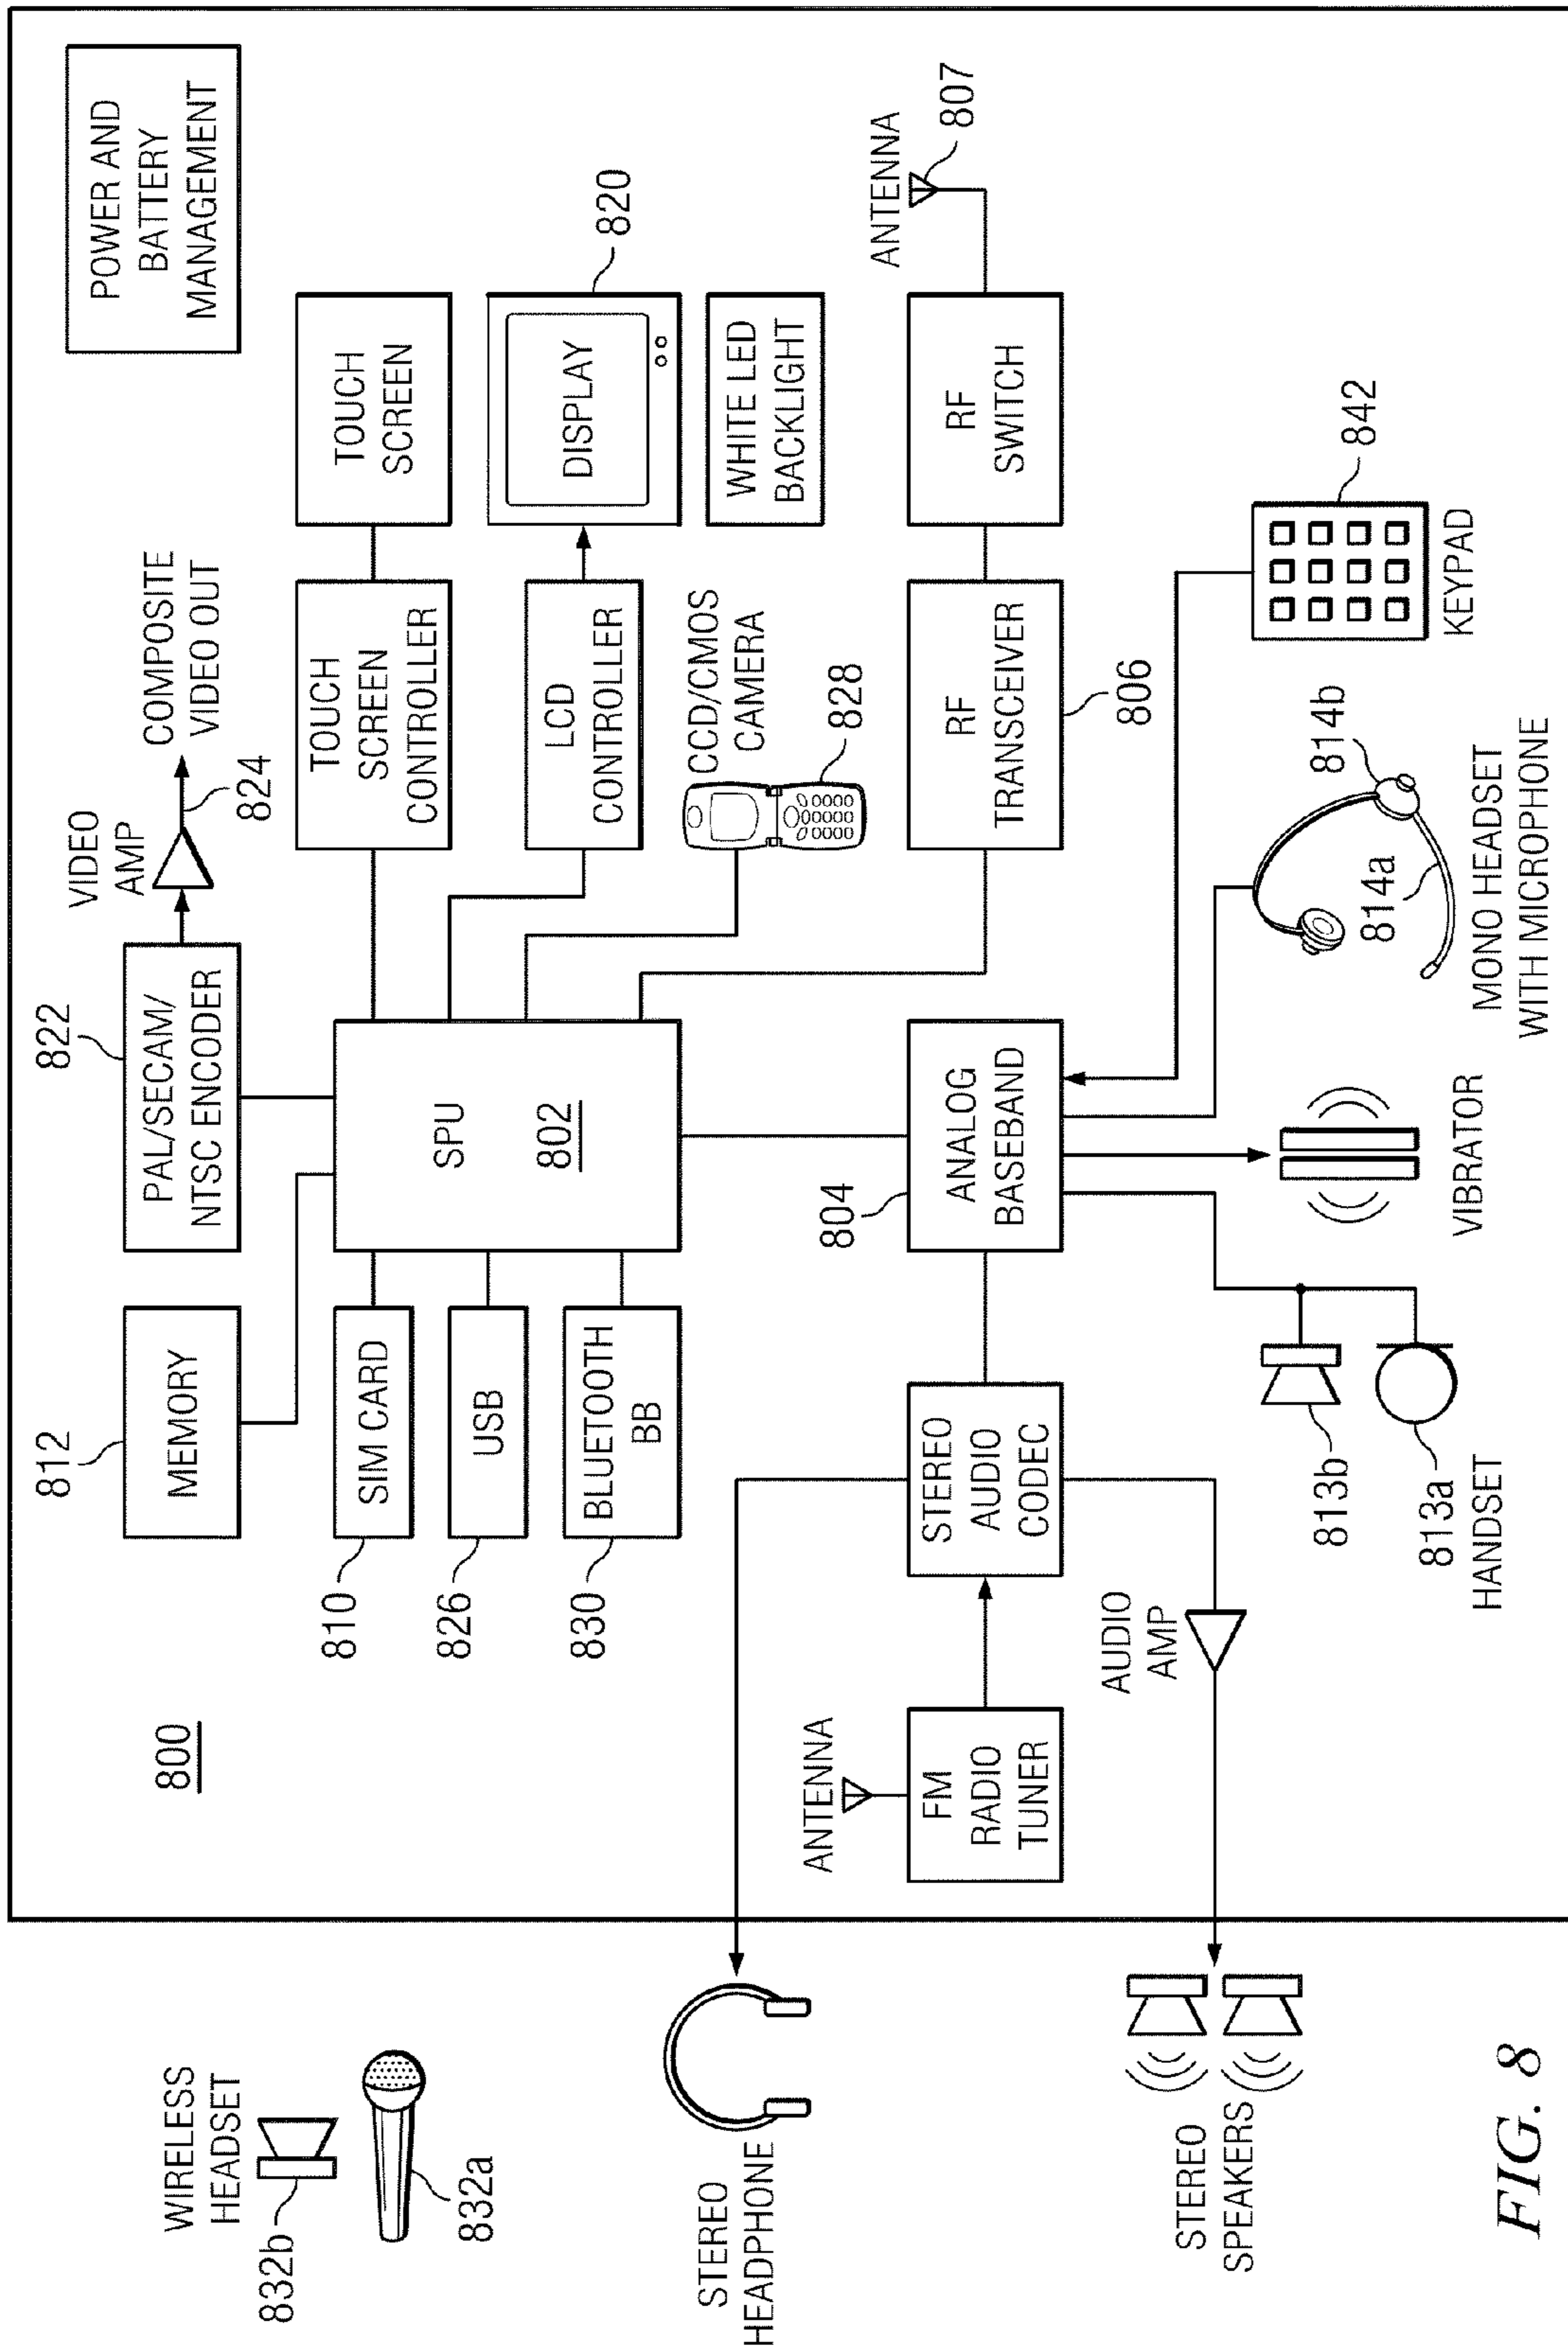 POWER AND
BATTERY
MANAGEMENT
800
812
MEMORY
822
PAL/SECAM/
NTSC ENCODER
VIDEO
AMP
824
COMPOSITE
VIDEO OUT
WIRELESS
HEADSET
832b
832a
810
SIM CARD
826
USB
830
BLUETOOTH
BB
SPU
802
TOUCH
SCREEN
CONTROLLER
TOUCH
SCREEN
LCD
CONTROLLER
DISPLAY
820
WHITE LED
BACKLIGHT
CCD/CMOS
CAMERA
828
STEREO
HEADPHONE
ANTENNA
FM
RADIO
TUNER
STEREO
AUDIO
CODEC
804
ANALOG
BASEBAND
RF
TRANSCEIVER
806
RF
SWITCH
ANTENNA
807
AUDIO
AMP
STEREO
SPEAKERS
813b
813a
HANDSET
VIBRATOR
814a
814b
MONO HEADSET
WITH MICROPHONE
842
KEYPAD
FIG. 8